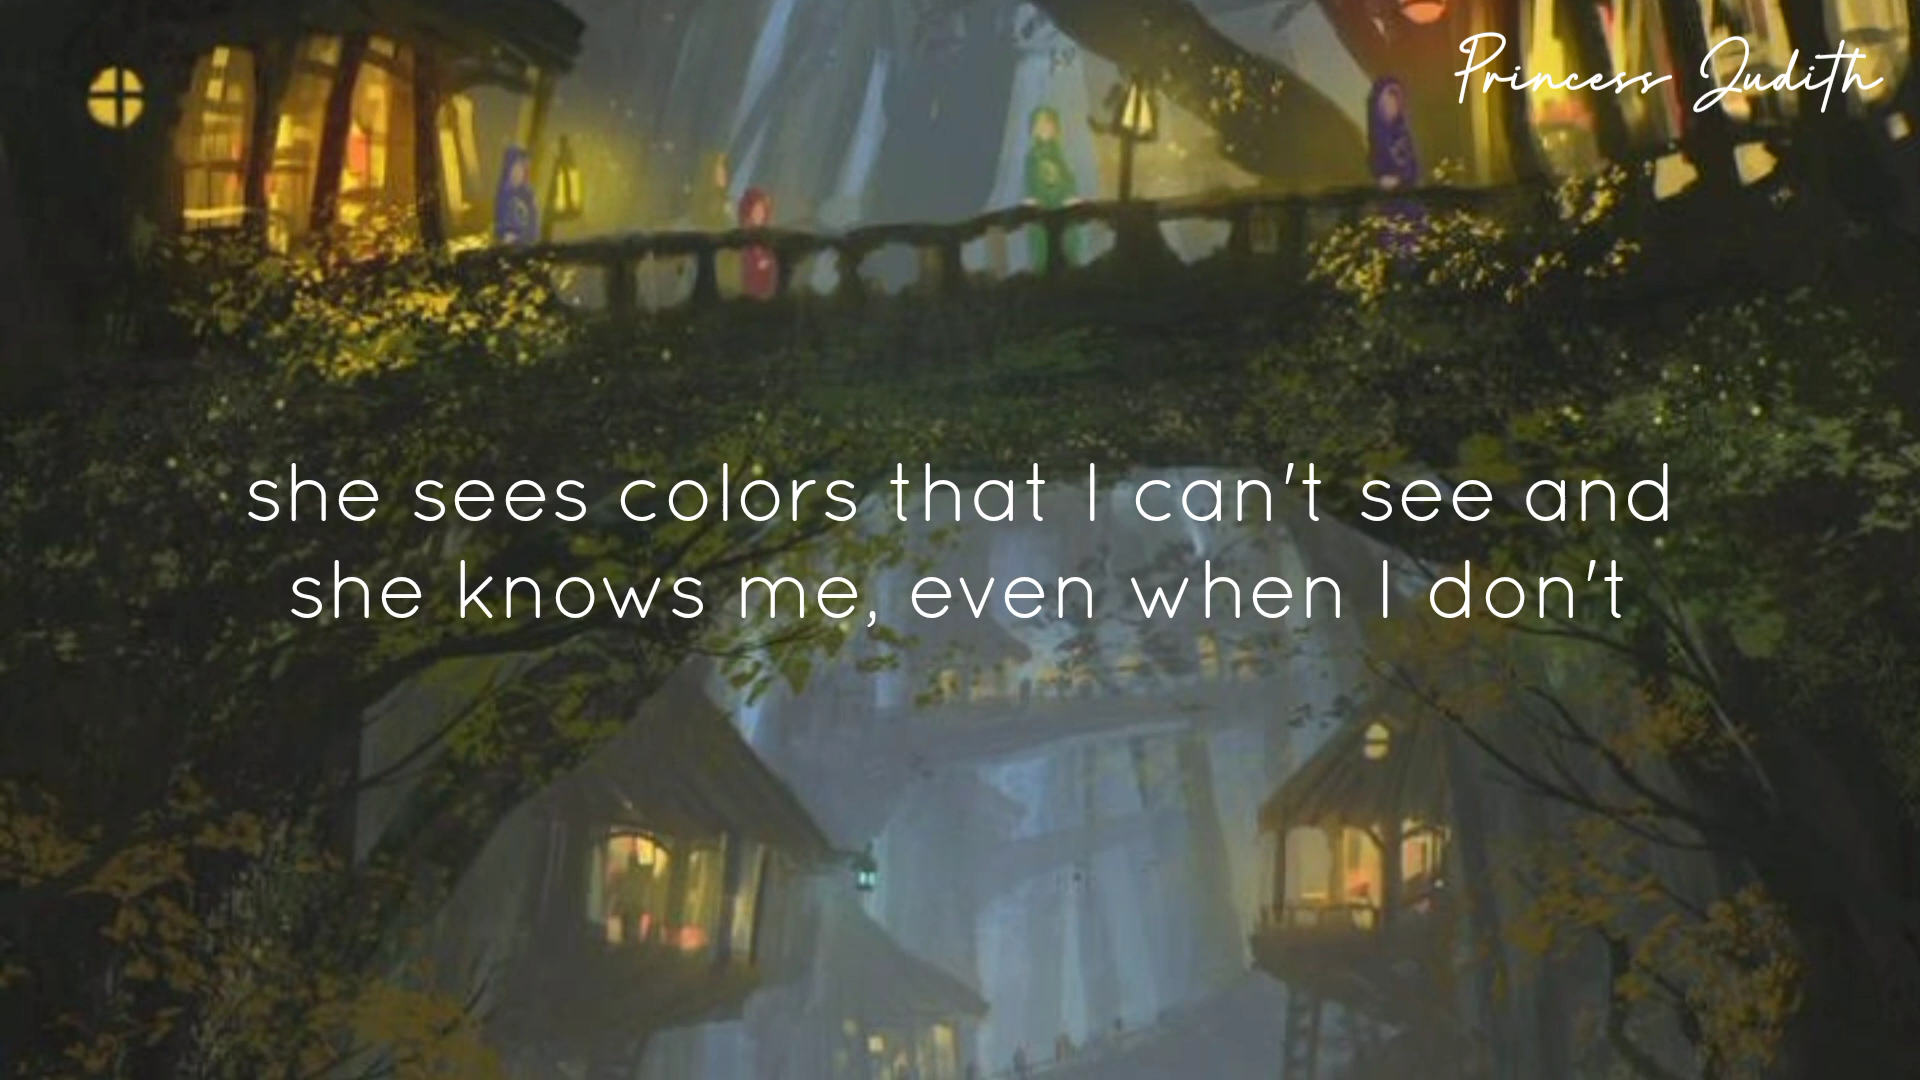 Princess Judith
she sees colors that I can't see and
she knows me, even when I don't